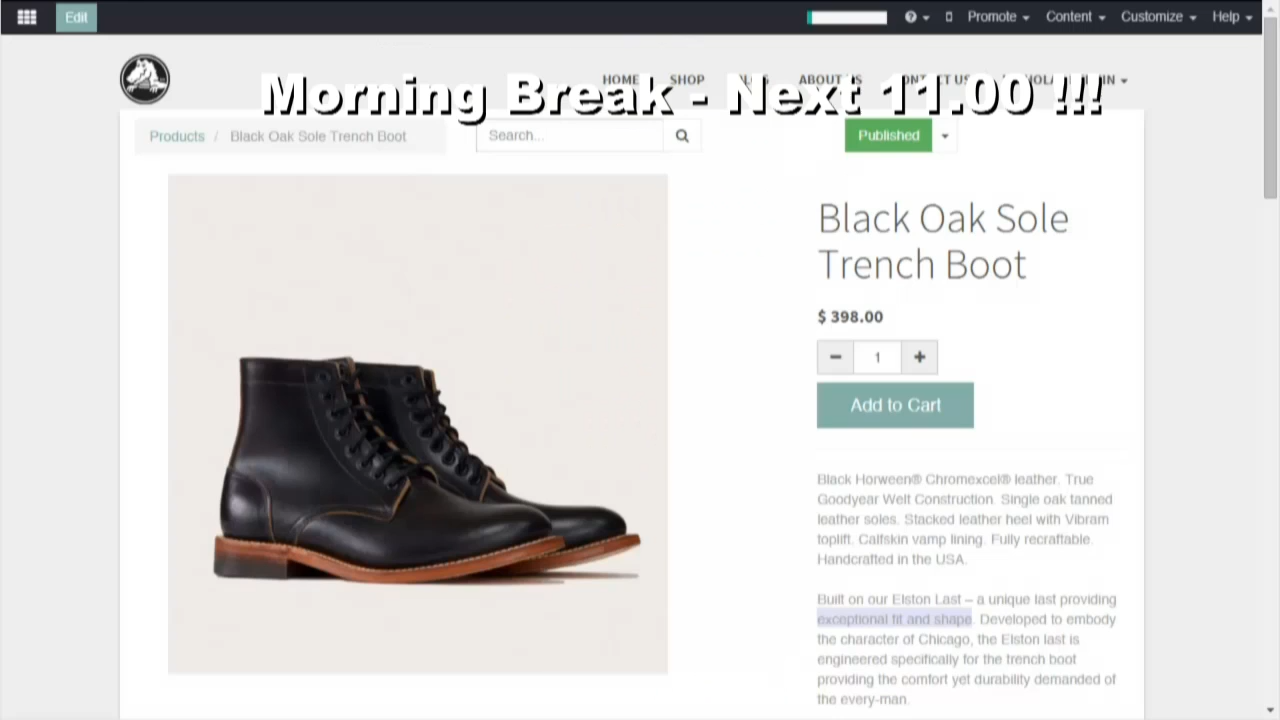 Edit
Promote
Content
Customize
Help
HOME
SHOP
Morning Break - Next 11.00 !!!
Products / Black Oak Sole Trench Boot
Search...
Published
Black Oak Sole
Trench Boot
$ 398.00
1
Add to Cart
Black Horween® Chromexcel® leather. True
Goodyear Welt Construction. Single oak tanned
leather soles. Stacked leather heel with Vibram
toplift. Calfskin vamp lining. Fully recraftable.
Handcrafted in the USA.
Built on our Elston Last – a unique last providing
exceptional fit and shape. Developed to embody
the character of Chicago, the Elston last is
engineered specifically for the trench boot
providing the comfort yet durability demanded of
the every-man.